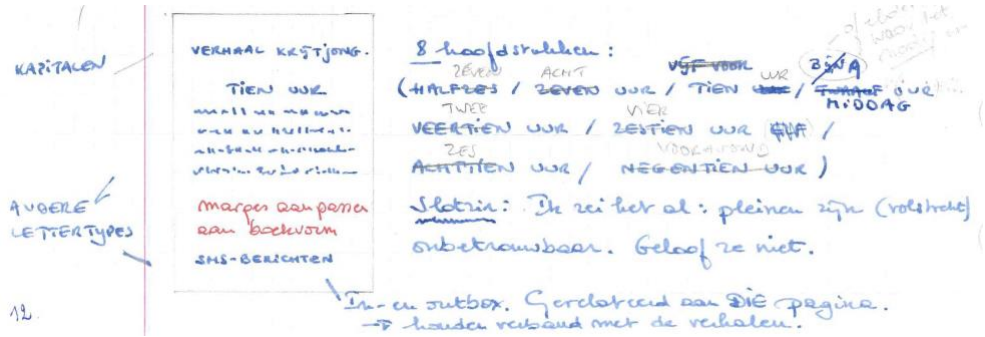 KAPITALEN
ANDERE LETTERTYPES
12.
VERHAAL KRIJTJONG.
TIEN UUR
marges aanpassen
aan boekvorm
SMS-BERICHTEN
8 hoofdstukken:
ZEVEN ACHT VIJF VOOR UUR BIJNA
(HALFZES / ZEVEN UUR / TIEN / TWAALF UUR
MIDDAG
TWEE VIER
VEERTIEN UUR / ZESTIEN UUR /
ZES VOORAVOND
ACHTTIEN UUR / NEGENTIEN UUR)
Slotzin: Ik zei het al: pleinen zijn (volstrekt)
onbetrouwbaar. Geloof ze niet.
In- en outbox. Gerelateerd aan DIE pagina.
→ houden verband met de verhalen.